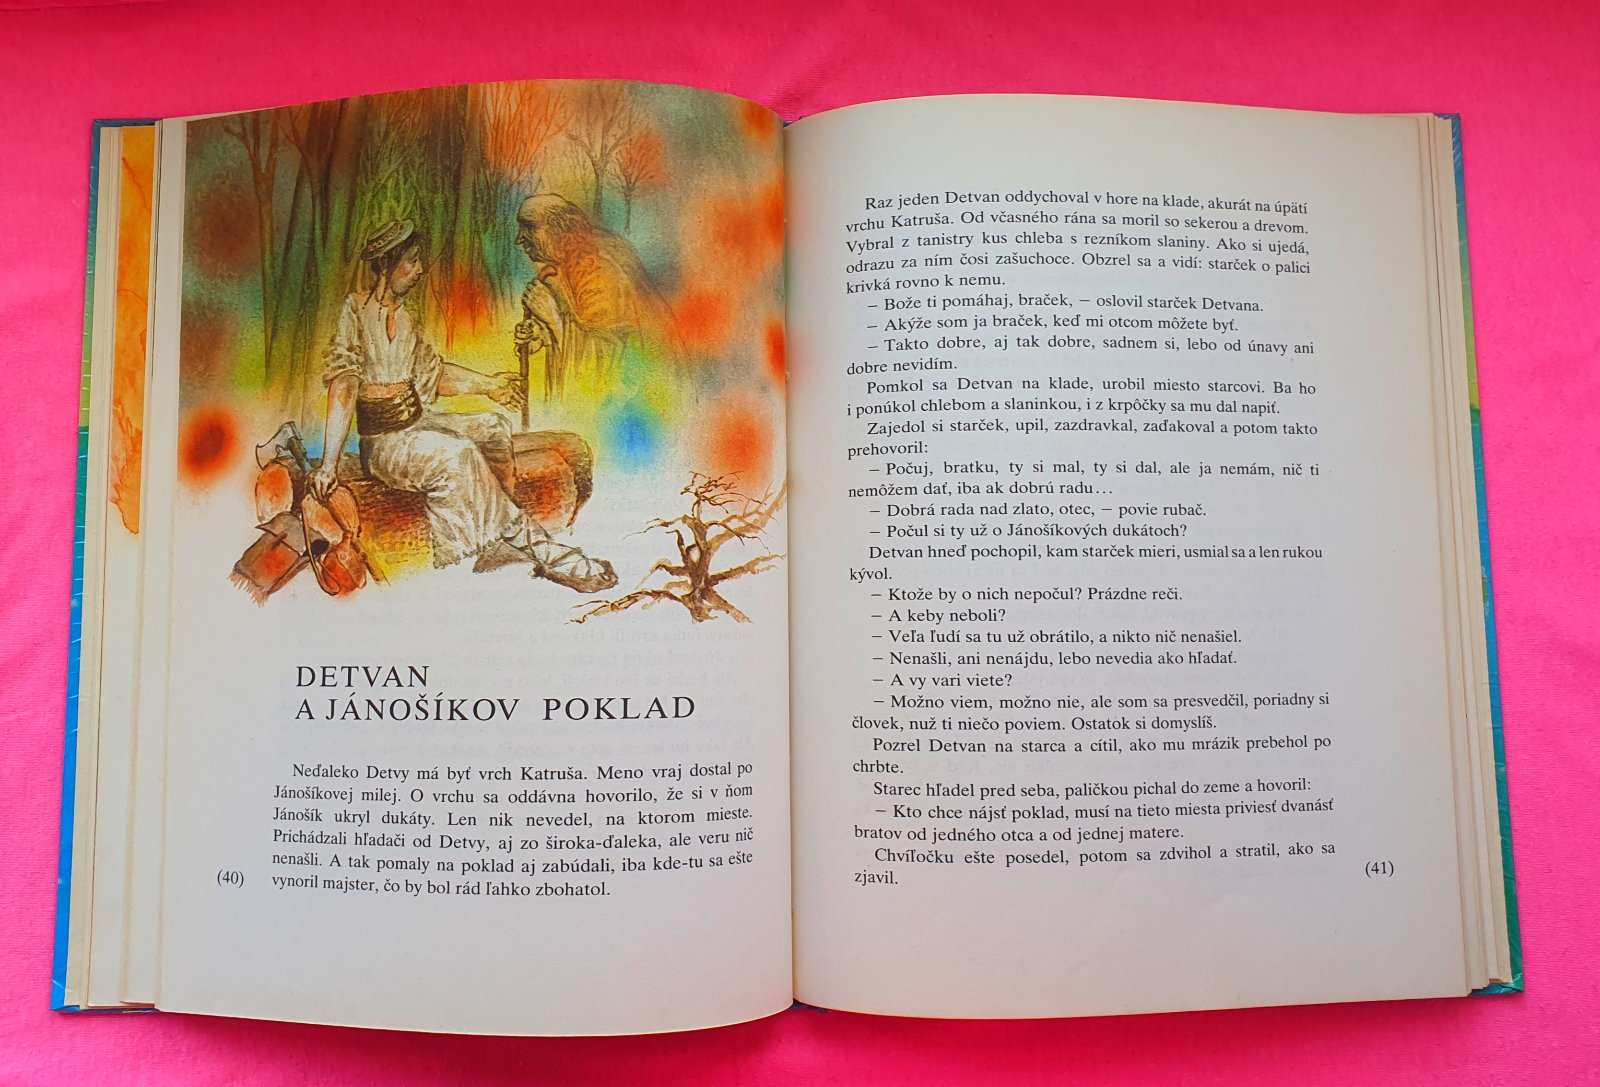 DETVAN
A JÁNOŠÍKOV POKLAD
Neďaleko Detvy má byť vrch Katruša. Meno vraj dostal po
Jánošíkovej milej. O vrchu sa oddávna hovorilo, že si v ňom
Jánošík ukryl dukáty. Len nik nevedel, na ktorom mieste.
Prichádzali hľadači od Detvy, aj zo široka-ďaleka, ale veru nič
nenašli. A tak pomaly na poklad aj zabúdali, iba kde-tu sa ešte
vynoril majster, čo by bol rád ľahko zbohatol.
(40)
Raz jeden Detvan oddychoval v hore na klade, akurát na úpätí
vrchu Katruša. Od včasného rána sa moril so sekerou a drevom.
Vybral z tanistry kus chleba s rezníkom slaniny. Ako si ujedá,
odrazu za ním čosi zašuchoce. Obzrel sa a vidí: starček o palici
krivká rovno k nemu.
– Bože ti pomáhaj, braček, – oslovil starček Detvana.
– Akýže som ja braček, keď mi otcom môžete byť.
– Takto dobre, aj tak dobre, sadnem si, lebo od únavy ani
dobre nevidím.
Pomkol sa Detvan na klade, urobil miesto starcovi. Ba ho
i ponúkol chlebom a slaninkou, i z krpôčky sa mu dal napiť.
Zajedol si starček, upil, zazdravkal, zaďakoval a potom takto
prehovoril:
– Počuj, bratku, ty si mal, ty si dal, ale ja nemám, nič ti
nemôžem dať, iba ak dobrú radu...
– Dobrá rada nad zlato, otec, – povie rubač.
– Počul si ty už o Jánošíkových dukátoch?
Detvan hneď pochopil, kam starček mieri, usmial sa a len rukou
kývol.
– Ktože by o nich nepočul? Prázdne reči.
– A keby neboli?
– Veľa ľudí sa tu už obrátilo, a nikto nič nenašiel.
– Nenašli, ani nenájdu, lebo nevedia ako hľadať.
– A vy vari viete?
– Možno viem, možno nie, ale som sa presvedčil, poriadny si
človek, nuž ti niečo poviem. Ostatok si domyslíš.
Pozrel Detvan na starca a cítil, ako mu mrázik prebehol po
chrbte.
Starec hľadel pred seba, paličkou pichal do zeme a hovoril:
– Kto chce nájsť poklad, musí na tieto miesta priviesť dvanásť
bratov od jedného otca a od jednej matere.
Chvíľočku ešte posedel, potom sa zdvihol a stratil, ako sa
zjavil.
(41)